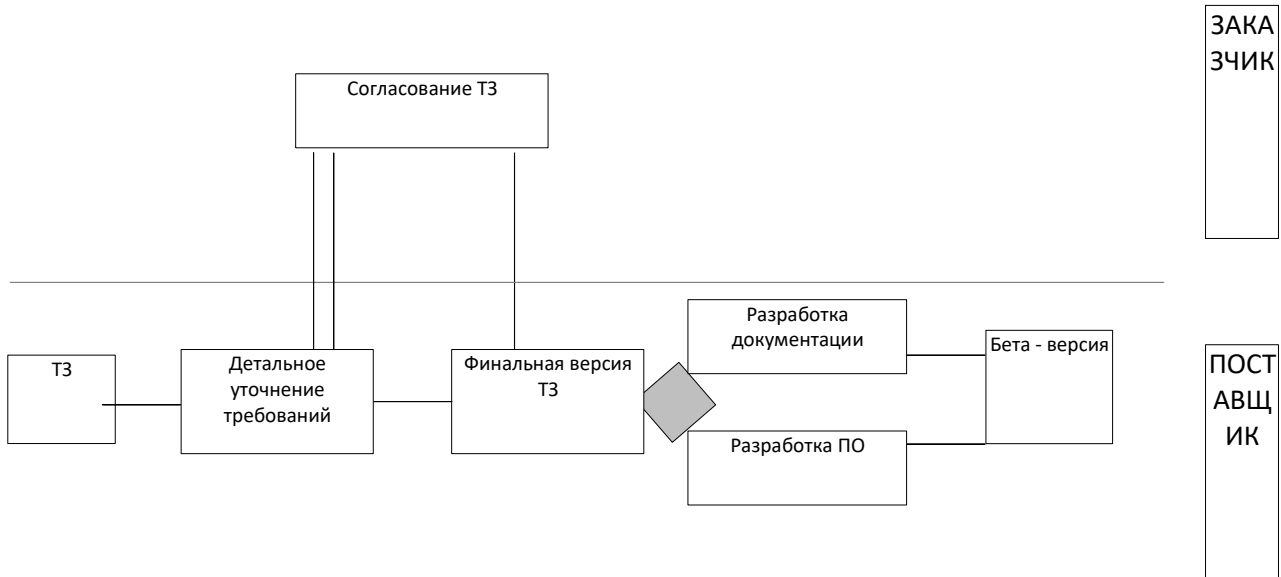 ЗАКА
ЗЧИК
Согласование ТЗ
ТЗ
Детальное
уточнение
требований
Финальная версия
ТЗ
Разработка
документации
Разработка ПО
Бета - версия
ПОСТ
АВЩ
ИК